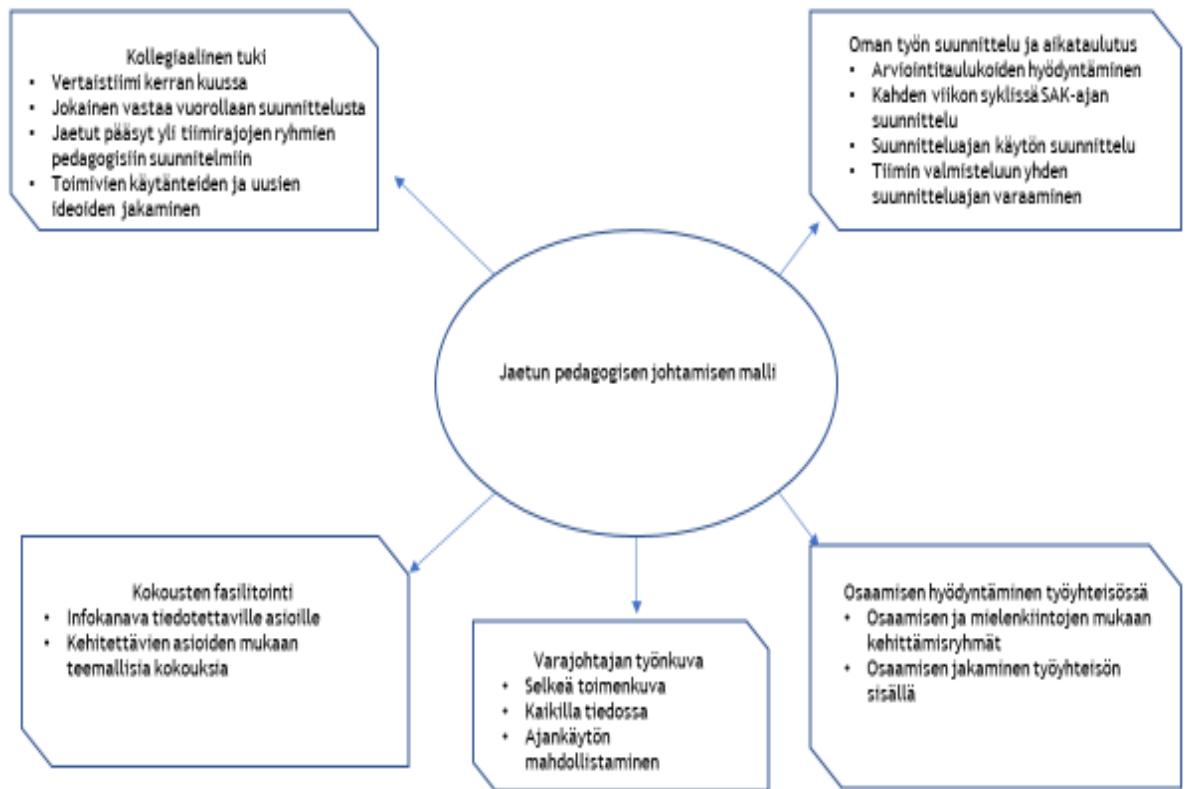 Kollegiaalinen tuki
• Vertaistiimi kerran kuussa
• Jokainen vastaa vuorollaan suunnittelusta
• Jaetut pääsyt yli tiimirajojen ryhmien
pedagogisiin suunnitelmiin
• Toimivien käytänteiden ja uusien
ideoiden jakaminen
Oman työn suunnittelu ja aikataulutus
• Arviointitaulukoiden hyödyntäminen
• Kahden viikon syklissä SAK-ajan
suunnittelu
• Suunnitteluajan käytön suunnittelu
• Tiimin valmisteluun yhden
suunnitteluajan varaaminen
Jaetun pedagogisen johtamisen malli
Kokousten fasilitointi
• Infokanava tiedotettaville asioille
• Kehitettävien asioiden mukaan
teemallisia kokouksia
Varajohtajan työnkuva
• Selkeä toimenkuva
• Kaikilla tiedossa
• Ajankäytön
mahdollistaminen
Osaamisen hyödyntäminen työyhteisössä
• Osaamisen ja mielenkiintojen mukaan
kehittämisryhmät
• Osaamisen jakaminen työyhteisön
sisällä